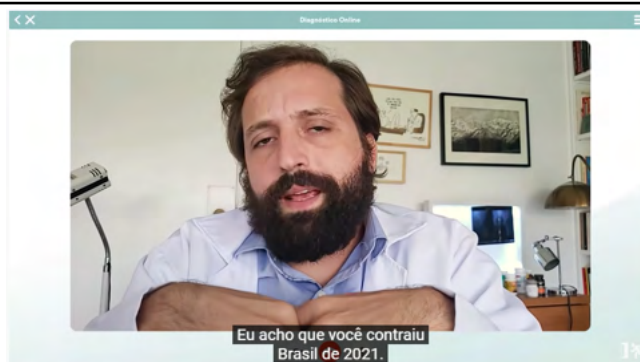 Diagnóstico Online
Eu acho que você contraiu
Brasil de 2021.